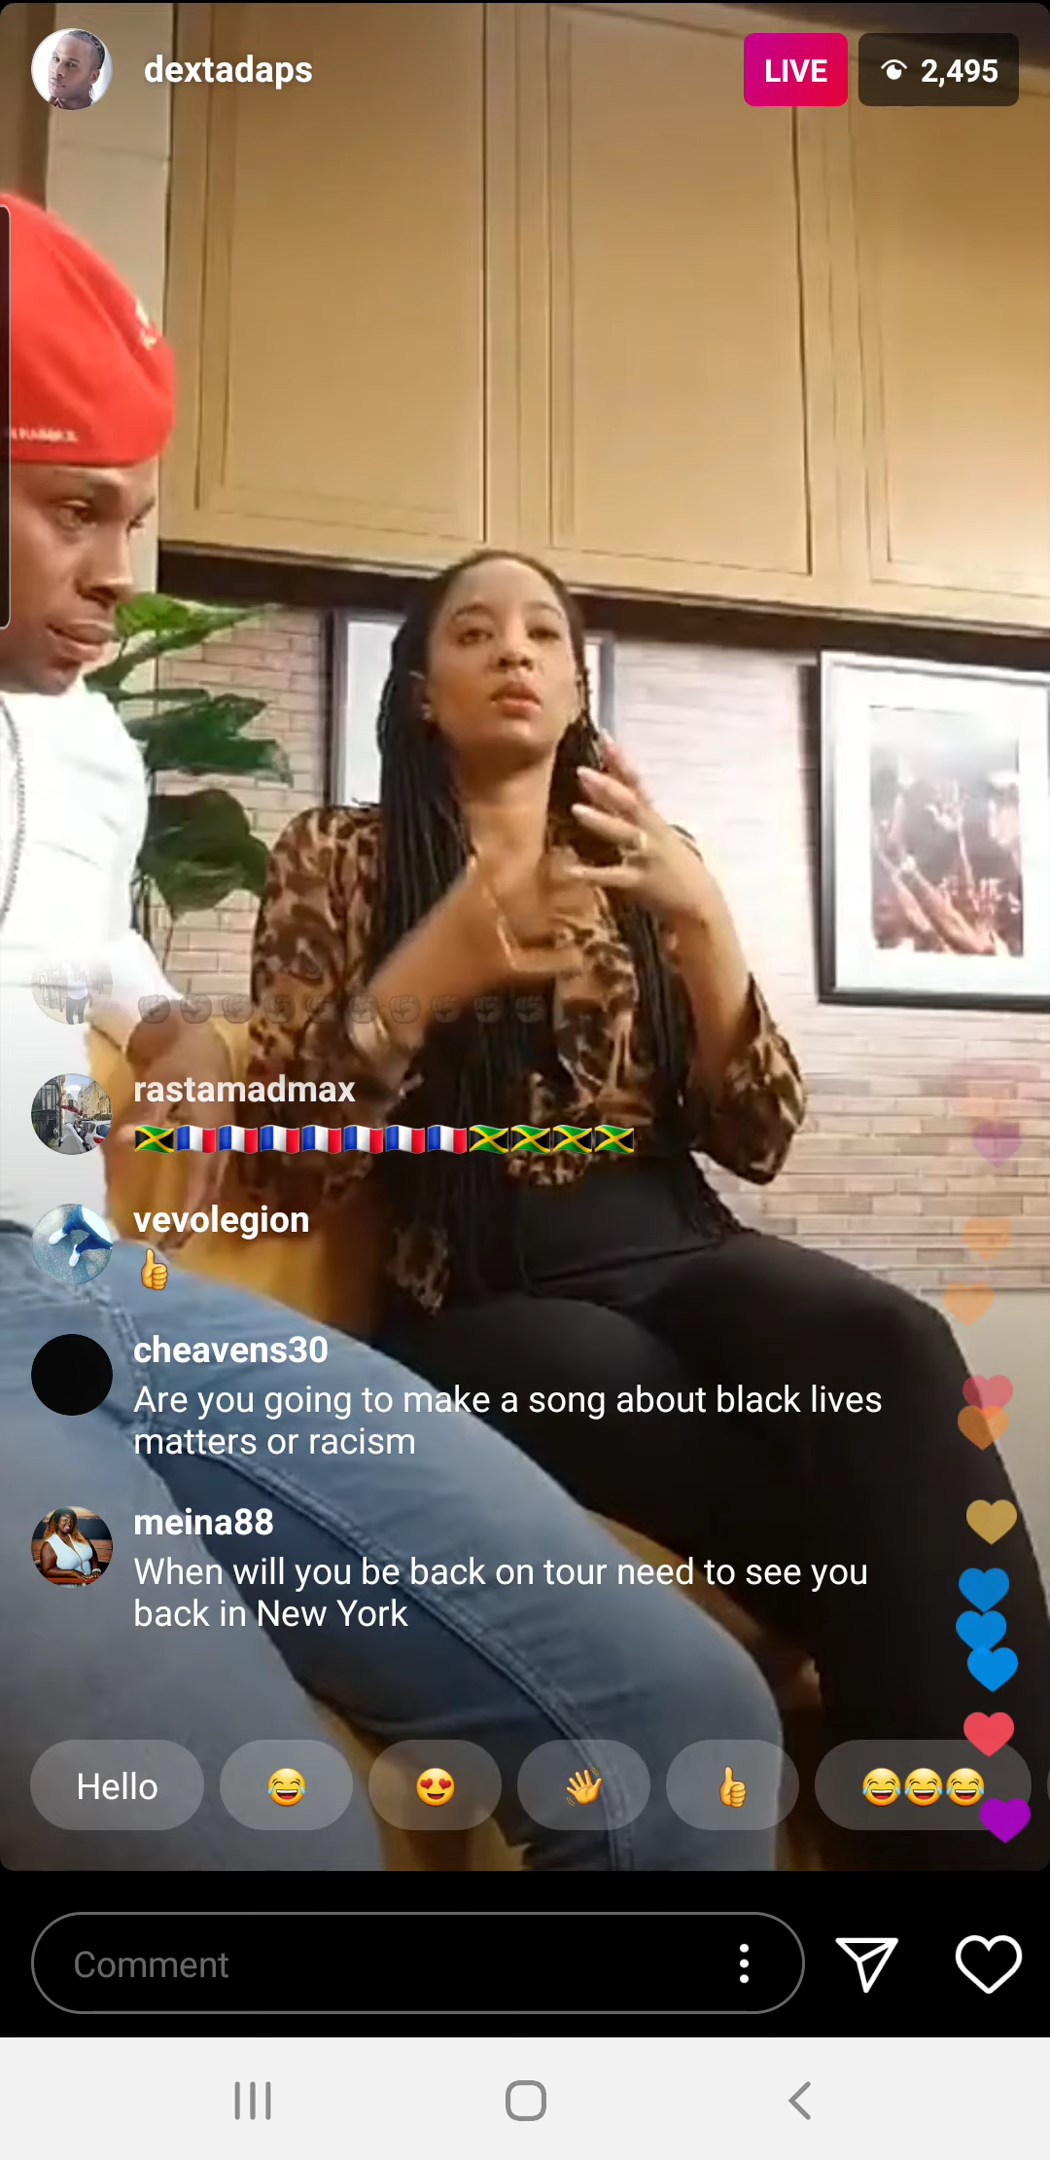 dextadaps
LIVE
2,495
rastamadmax
🇯🇲🇫🇷🇫🇷🇫🇷🇫🇷🇫🇷🇫🇷🇫🇷🇯🇲🇯🇲🇯🇲🇯🇲
vevolegion
👍
cheavens30
Are you going to make a song about black lives
matters or racism
meina88
When will you be back on tour need to see you
back in New York
Hello
Comment